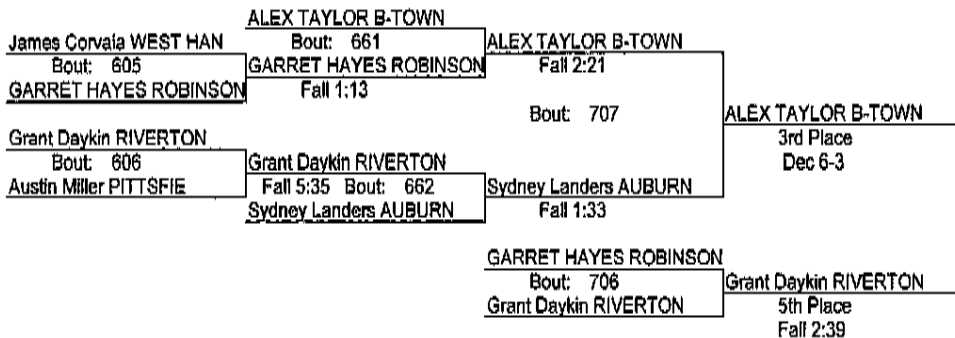 ALEX TAYLOR B-TOWN
James Corvaia WEST HAN
Bout: 661
ALEX TAYLOR B-TOWN
Bout: 605
GARRET HAYES ROBINSON
Fall 2:21
GARRET HAYES ROBINSON
Fall 1:13
Bout: 707
ALEX TAYLOR B-TOWN
Grant Daykin RIVERTON
3rd Place
Bout: 606
Grant Daykin RIVERTON
Dec 6-3
Austin Miller PITTSFIE
Fall 5:35 Bout: 662
Sydney Landers AUBURN
Sydney Landers AUBURN
Fall 1:33
GARRET HAYES ROBINSON
Bout: 706
Grant Daykin RIVERTON
Grant Daykin RIVERTON
5th Place
Fall 2:39